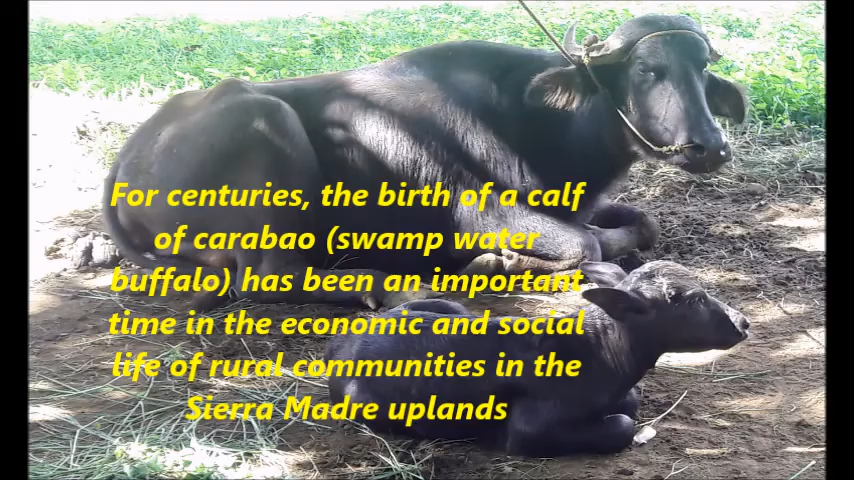 For centuries, the birth of a calf
of carabao (swamp water
buffalo) has been an important
time in the economic and social
life of rural communities in the
Sierra Madre uplands